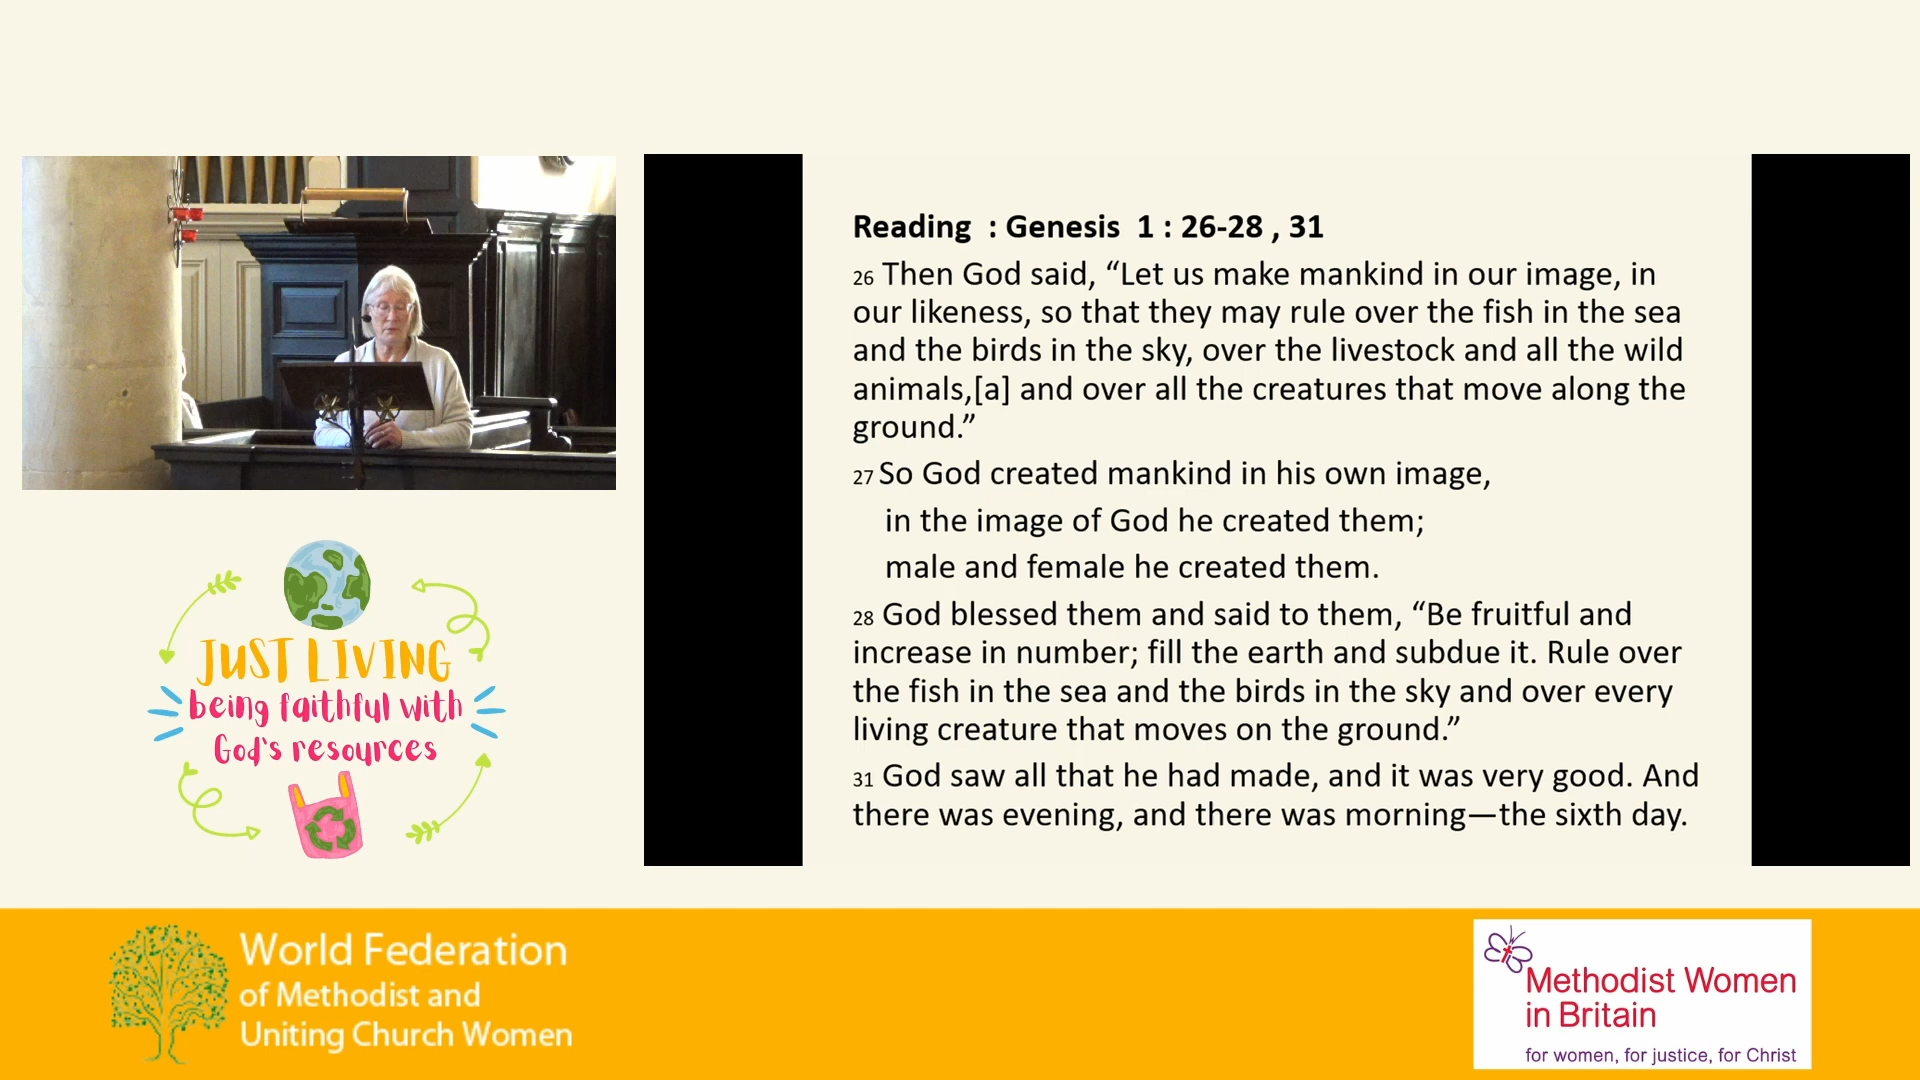 Reading : Genesis 1 : 26-28 , 31
26 Then God said, “Let us make mankind in our image, in
our likeness, so that they may rule over the fish in the sea
and the birds in the sky, over the livestock and all the wild
animals,[a] and over all the creatures that move along the
ground.”
27 So God created mankind in his own image,
in the image of God he created them;
male and female he created them.
28 God blessed them and said to them, “Be fruitful and
increase in number; fill the earth and subdue it. Rule over
the fish in the sea and the birds in the sky and over every
living creature that moves on the ground.”
31 God saw all that he had made, and it was very good. And
there was evening, and there was morning—the sixth day.
JUST LIVING
being faithful with
God's resources
World Federation
of Methodist and
Uniting Church Women
Methodist Women
in Britain
for women, for justice, for Christ